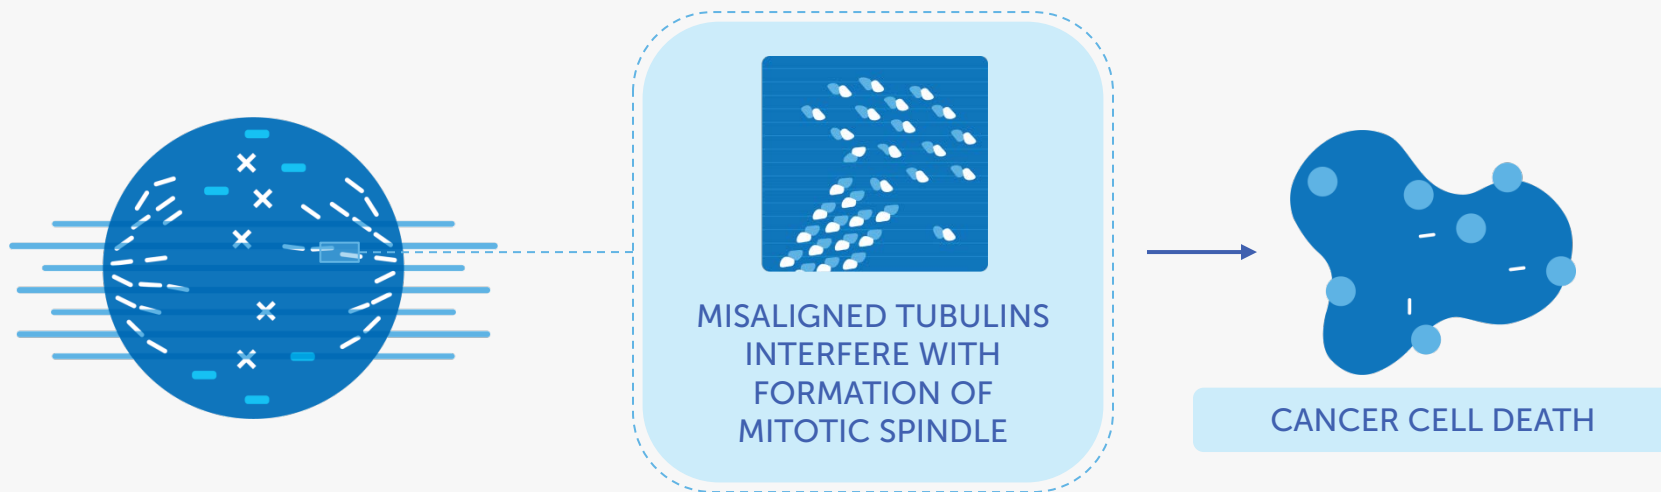 MISALIGNED TUBULINS
INTERFERE WITH
FORMATION OF
MITOTIC SPINDLE
CANCER CELL DEATH